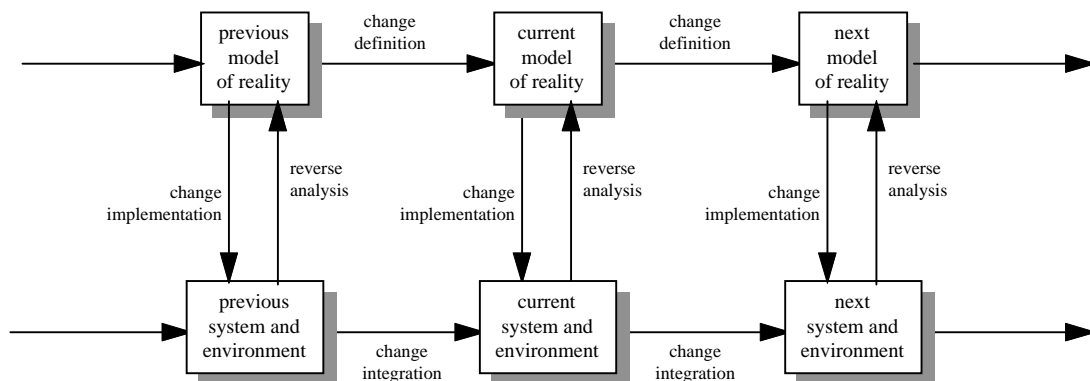 previous
model
of reality
change
definition
current
model
of reality
change
definition
next
model
of reality
change
implementation
reverse
analysis
change
implementation
reverse
analysis
change
implementation
reverse
analysis
previous
system and
environment
change
integration
current
system and
environment
change
integration
next
system and
environment